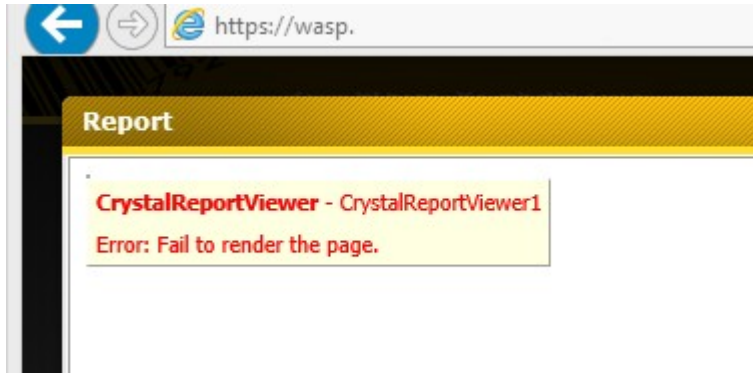 https://wasp.
Report
CrystalReportViewer - CrystalReportViewer1
Error: Fail to render the page.